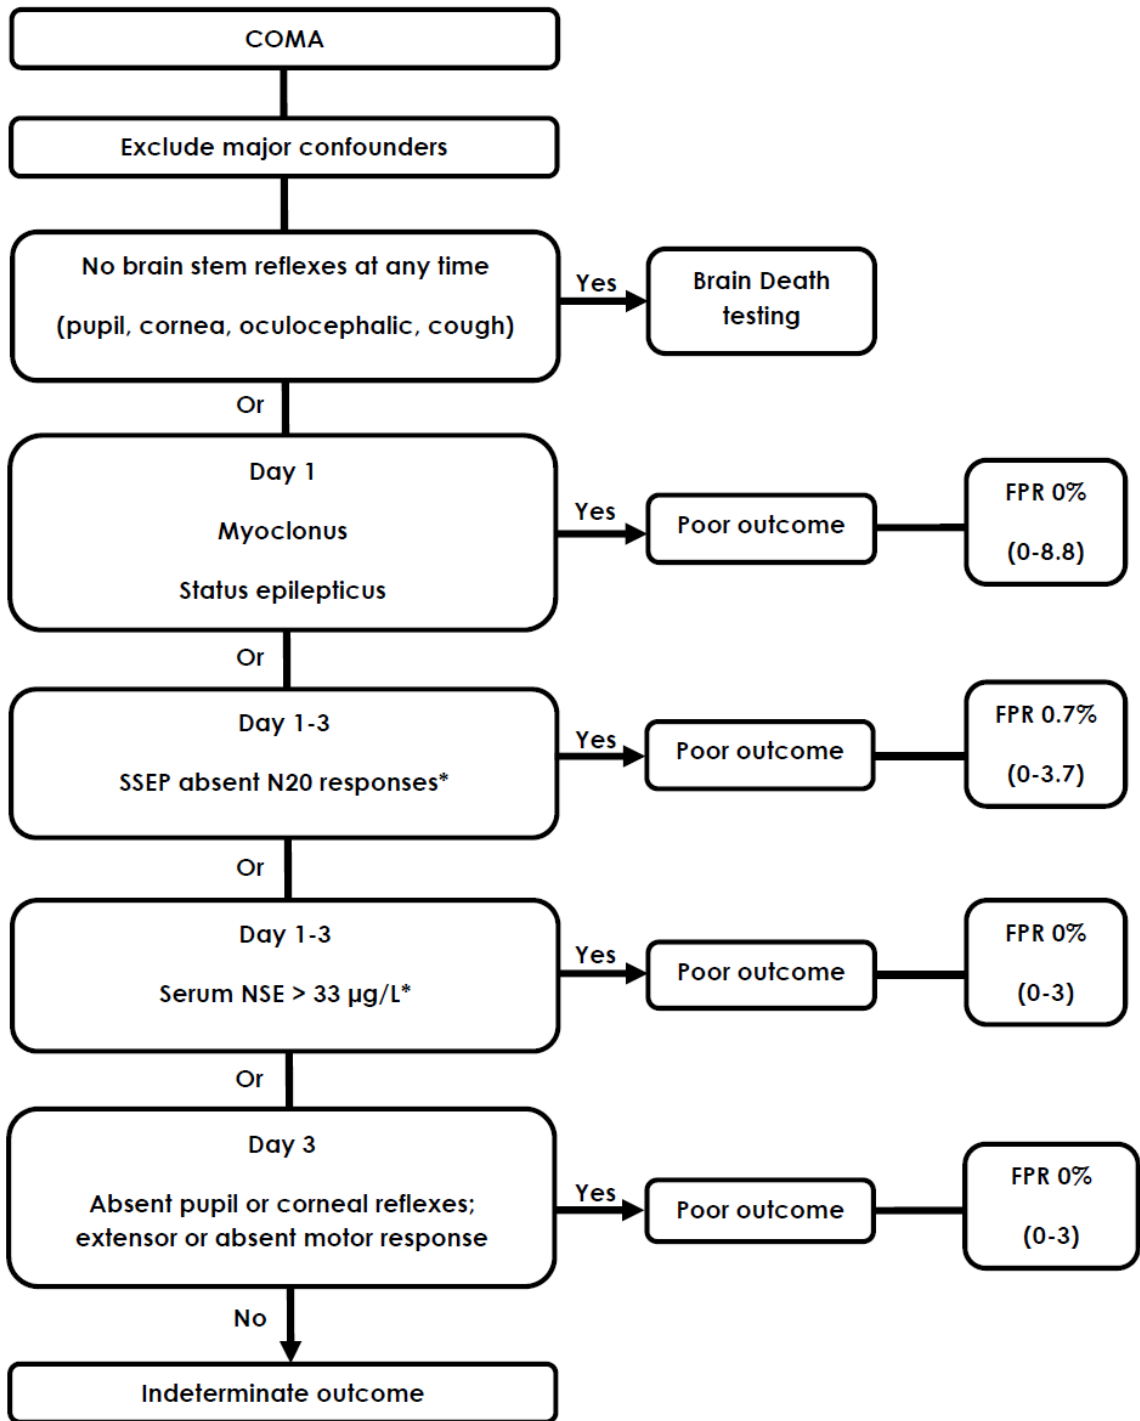 COMA
Exclude major confounders
No brain stem reflexes at any time
(pupil, cornea, oculocephalic, cough)
Yes
Brain Death
testing
Or
Day 1
Myoclonus
Status epilepticus
Yes
Poor outcome
FPR 0%
(0-8.8)
Or
Day 1-3
SSEP absent N20 responses*
Yes
Poor outcome
FPR 0.7%
(0-3.7)
Or
Day 1-3
Serum NSE > 33 µg/L*
Yes
Poor outcome
FPR 0%
(0-3)
Or
Day 3
Absent pupil or corneal reflexes;
extensor or absent motor response
Yes
Poor outcome
FPR 0%
(0-3)
No
Indeterminate outcome